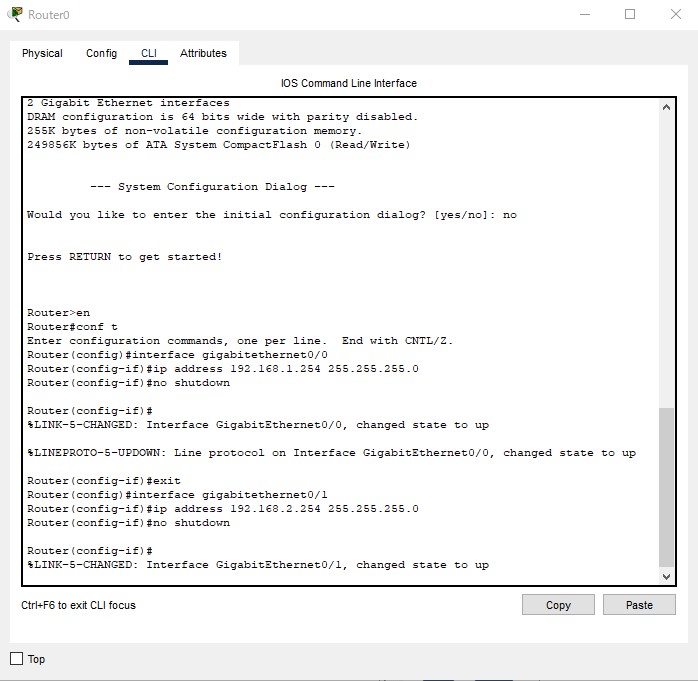 Router0
Physical Config CLI Attributes
IOS Command Line Interface
2 Gigabit Ethernet interfaces
DRAM configuration is 64 bits wide with parity disabled.
255K bytes of non-volatile configuration memory.
249856K bytes of ATA System CompactFlash 0 (Read/Write)
--- System Configuration Dialog ---
Would you like to enter the initial configuration dialog? [yes/no]: no
Press RETURN to get started!
Router>en
Router#conf t
Enter configuration commands, one per line.  End with CNTL/Z.
Router(config)#interface gigabitethernet0/0
Router(config-if)#ip address 192.168.1.254 255.255.255.0
Router(config-if)#no shutdown
Router(config-if)#
%LINK-5-CHANGED: Interface GigabitEthernet0/0, changed state to up
%LINEPROTO-5-UPDOWN: Line protocol on Interface GigabitEthernet0/0, changed state to up
Router(config-if)#exit
Router(config)#interface gigabitethernet0/1
Router(config-if)#ip address 192.168.2.254 255.255.255.0
Router(config-if)#no shutdown
Router(config-if)#
%LINK-5-CHANGED: Interface GigabitEthernet0/1, changed state to up
Ctrl+F6 to exit CLI focus Copy Paste
Top